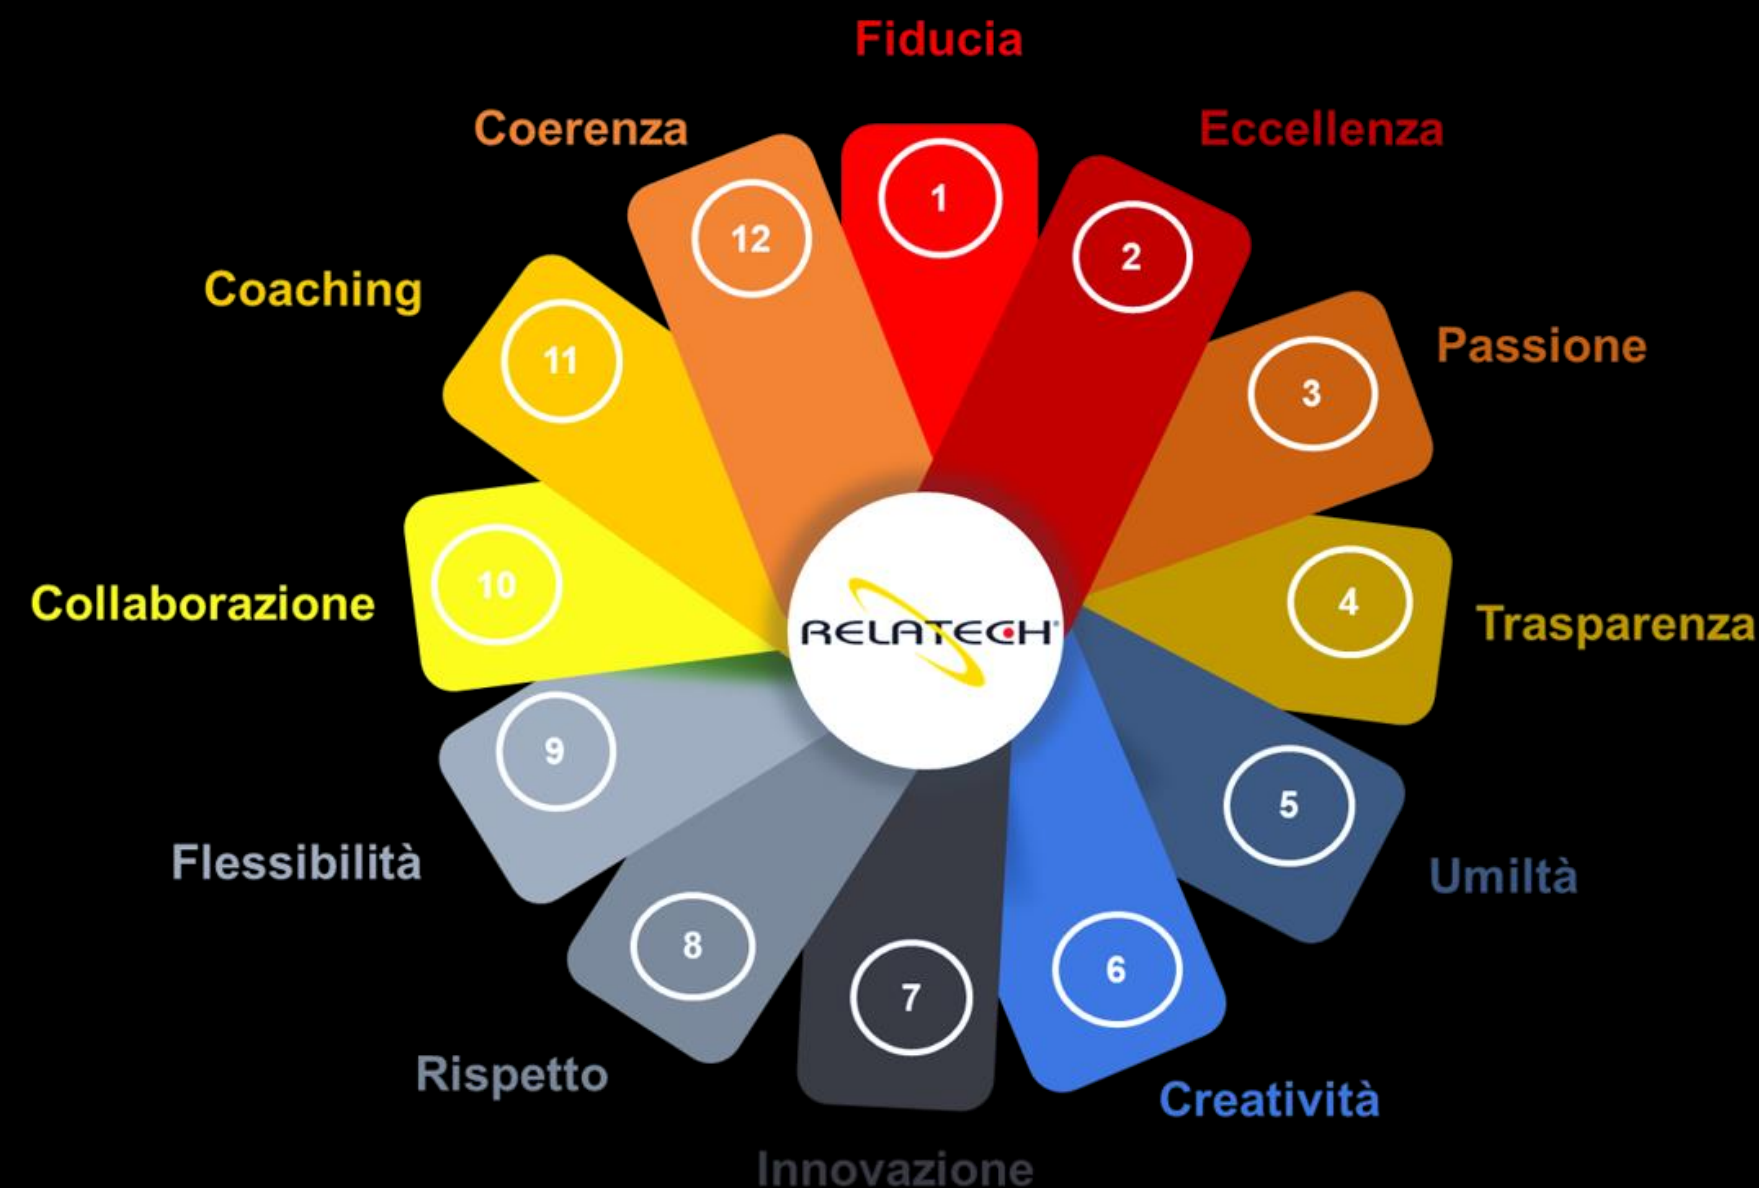 Fiducia
1
Eccellenza
2
Passione
3
Trasparenza
4
Umiltà
5
Creatività
6
Innovazione
7
Rispetto
8
Flessibilità
9
Collaborazione
10
Coaching
11
Coerenza
12
RELATECH